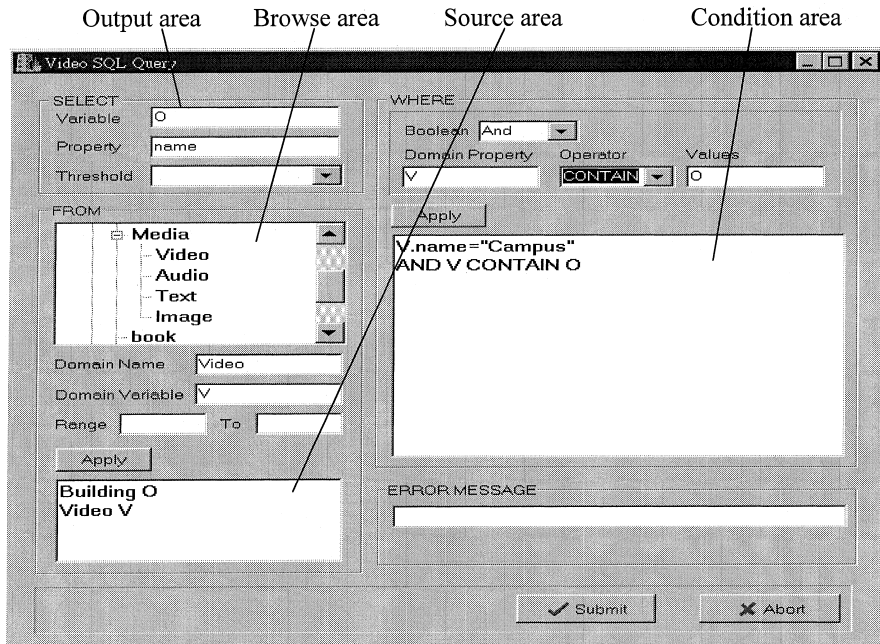 Output area Browse area Source area Condition area
Video SQL Query
SELECT
Variable O
Property name
Threshold
FROM
Media
Video
Audio
Text
Image
book
Domain Name Video
Domain Variable V
Range To
Apply
Building O
Video V
WHERE
Boolean And
Domain Property Operator Values
V CONTAIN O
Apply
V.name="Campus"
AND V CONTAIN O
ERROR MESSAGE
Submit Abort